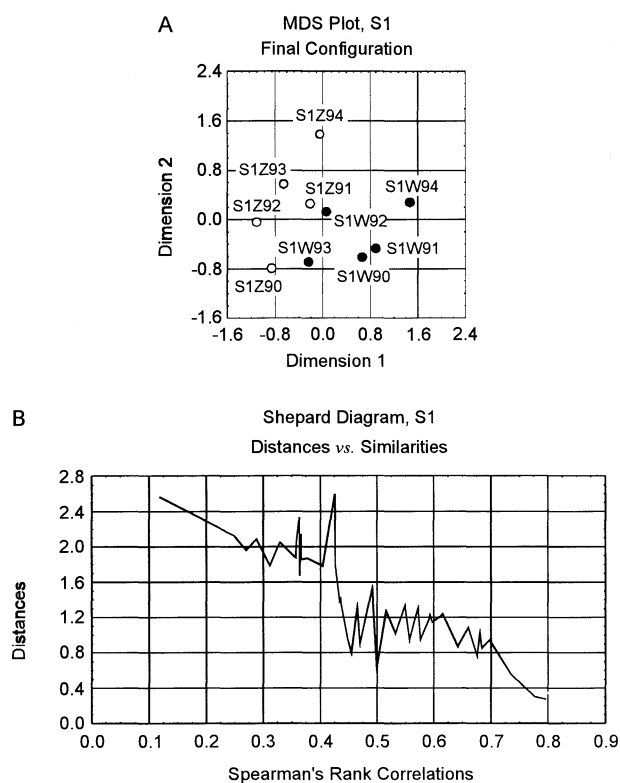 A
MDS Plot, S1
Final Configuration
2.4
1.6
0.8
0.0
-0.8
-1.6
Dimension 2
S1Z94
S1Z93
S1Z91
S1W94
S1Z92
S1W92
S1W93
S1W91
S1W90
S1Z90
-1.6 -0.8 0.0 0.8 1.6 2.4
Dimension 1
B
Shepard Diagram, S1
Distances vs. Similarities
2.8
2.4
2.0
1.6
1.2
0.8
0.4
0.0
Distances
0.0 0.1 0.2 0.3 0.4 0.5 0.6 0.7 0.8 0.9
Spearman's Rank Correlations